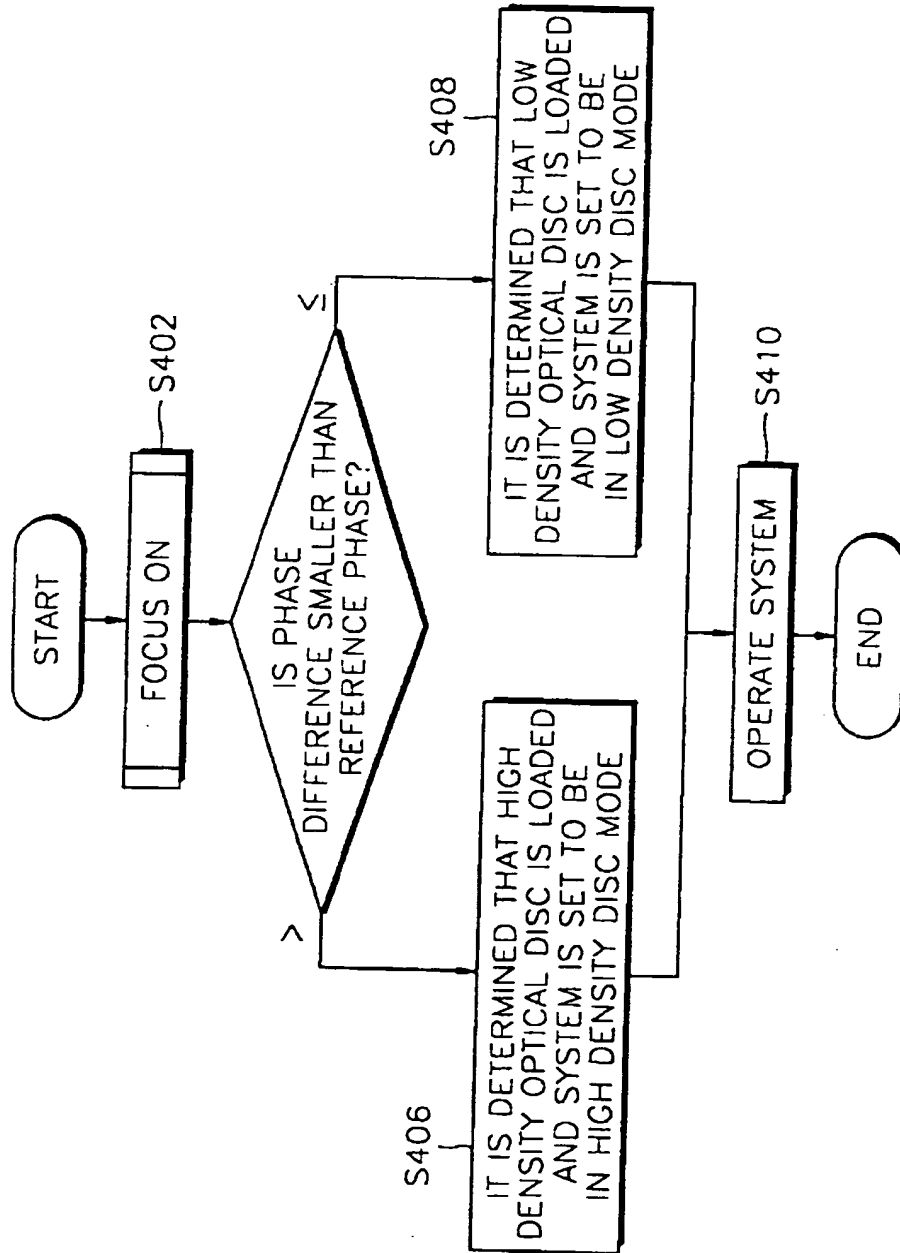 START
FOCUS ON
S402
IS PHASE
DIFFERENCE SMALLER THAN
REFERENCE PHASE?
>
≤
S406
IT IS DETERMINED THAT HIGH
DENSITY OPTICAL DISC IS LOADED
AND SYSTEM IS SET TO BE
IN HIGH DENSITY DISC MODE
S408
IT IS DETERMINED THAT LOW
DENSITY OPTICAL DISC IS LOADED
AND SYSTEM IS SET TO BE
IN LOW DENSITY DISC MODE
OPERATE SYSTEM
S410
END